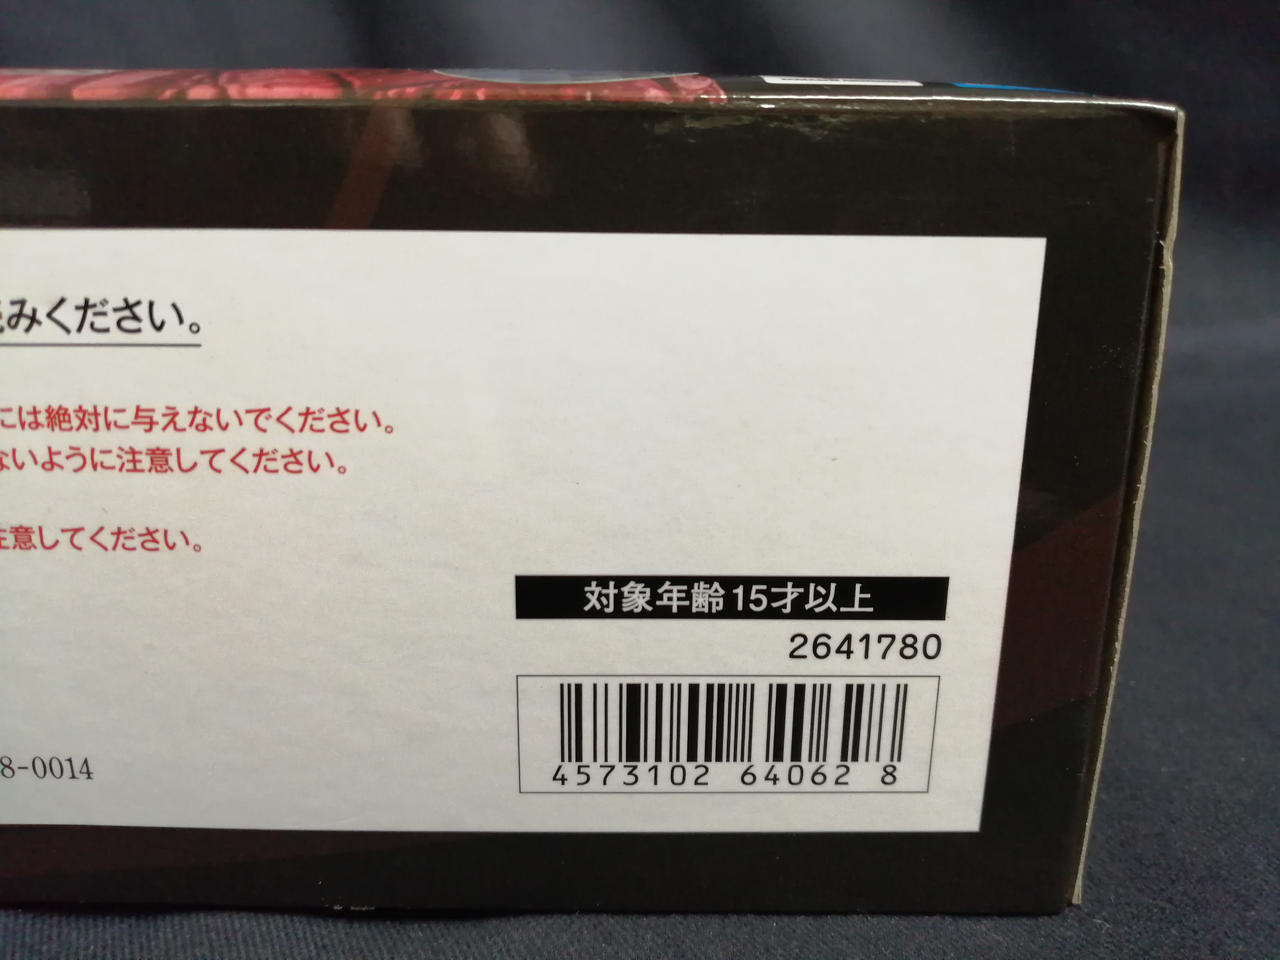 みください。
には絶対に与えないでください。
ないように注意してください。
注意してください。
対象年齢15才以上
2641780
4573102 64062 8
8-0014